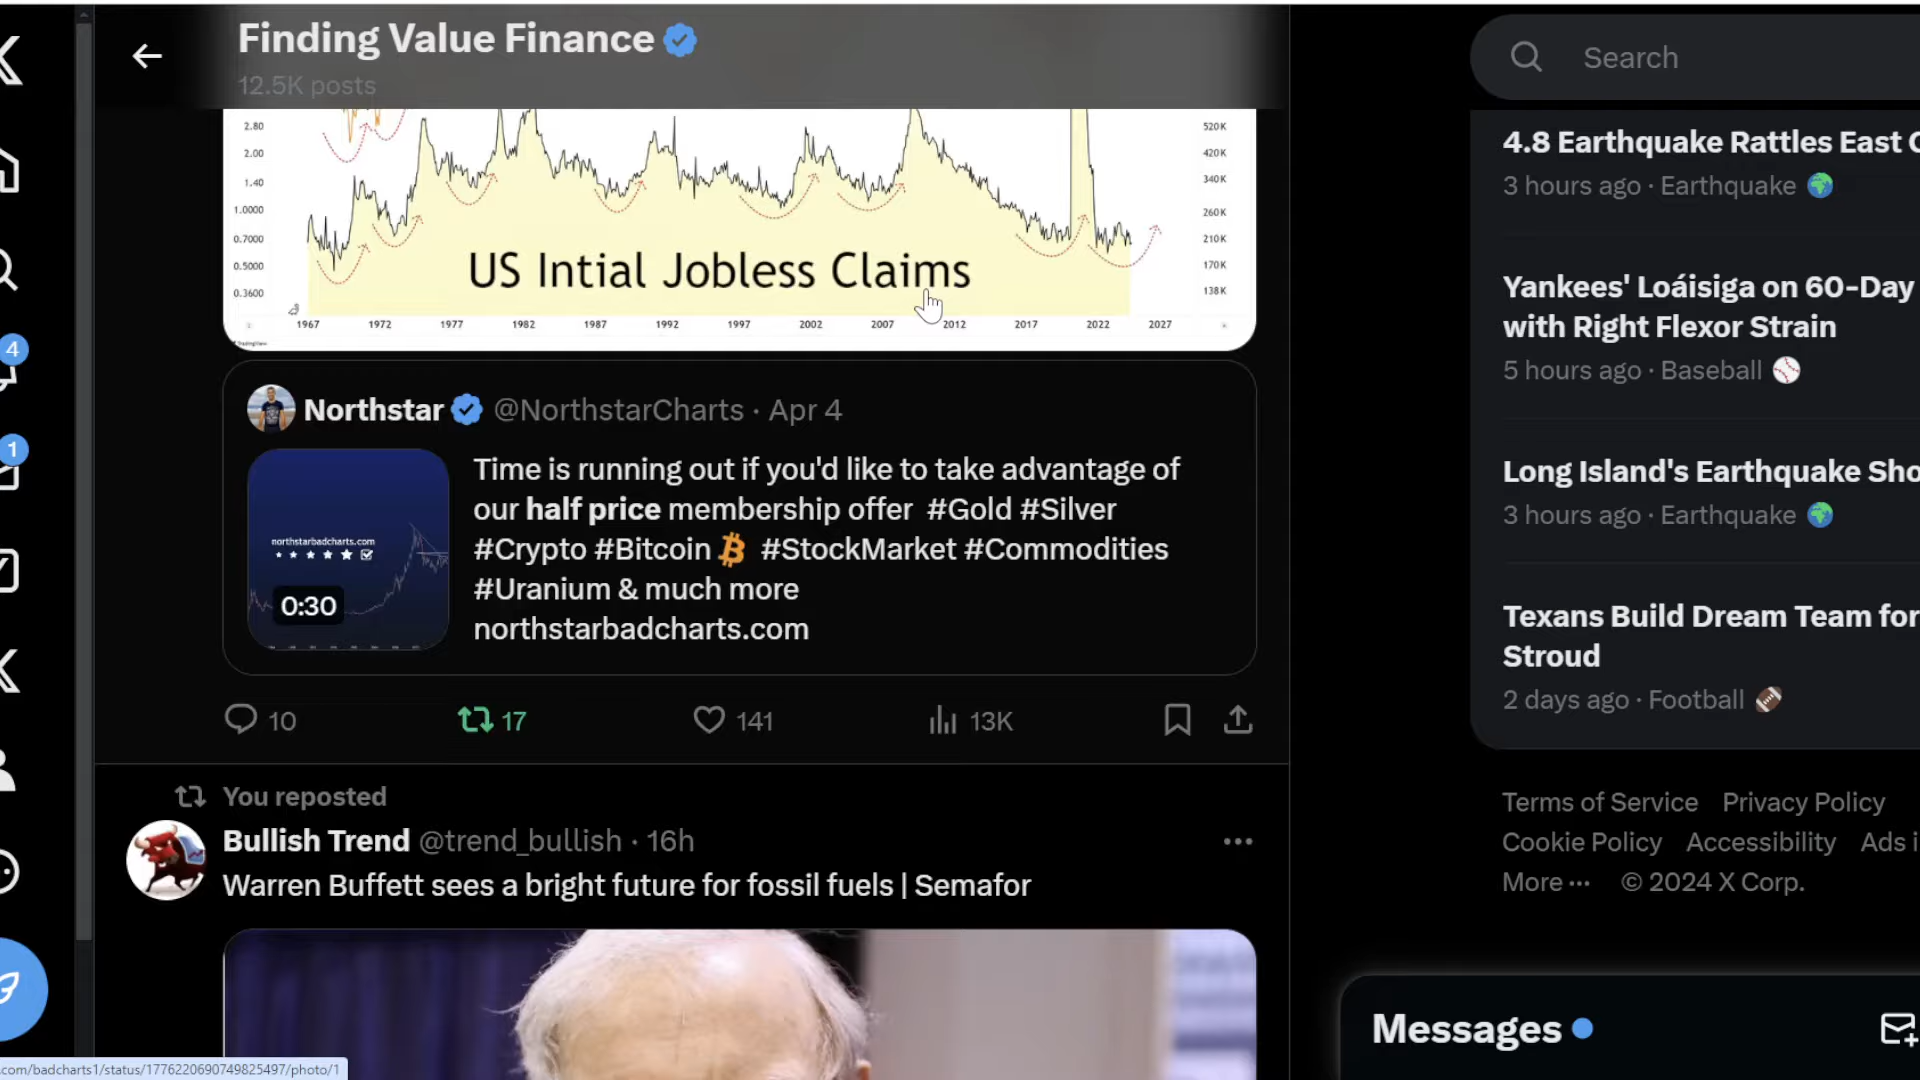 Finding Value Finance
12.5K posts
2.80
2.00
1.40
1.0000
0.7000
0.5000
0.3600
520K
420K
340K
260K
210K
170K
138K
US Intial Jobless Claims
1967 1972 1977 1982 1987 1992 1997 2002 2007 2012 2017 2022 2027
TradingView
Northstar @NorthstarCharts · Apr 4
Time is running out if you'd like to take advantage of
our half price membership offer #Gold #Silver
#Crypto #Bitcoin #StockMarket #Commodities
#Uranium & much more
northstarbadcharts.com
northstarbadcharts.com
0:30
10 17 141 13K
You reposted
Bullish Trend @trend_bullish · 16h
Warren Buffett sees a bright future for fossil fuels | Semafor
4
1
Search
4.8 Earthquake Rattles East C
3 hours ago · Earthquake
Yankees' Loáisiga on 60-Day
with Right Flexor Strain
5 hours ago · Baseball
Long Island's Earthquake Sho
3 hours ago · Earthquake
Texans Build Dream Team for
Stroud
2 days ago · Football
Terms of Service Privacy Policy
Cookie Policy Accessibility Ads i
More ··· © 2024 X Corp.
Messages
.com/badcharts1/status/1776220690749825497/photo/1